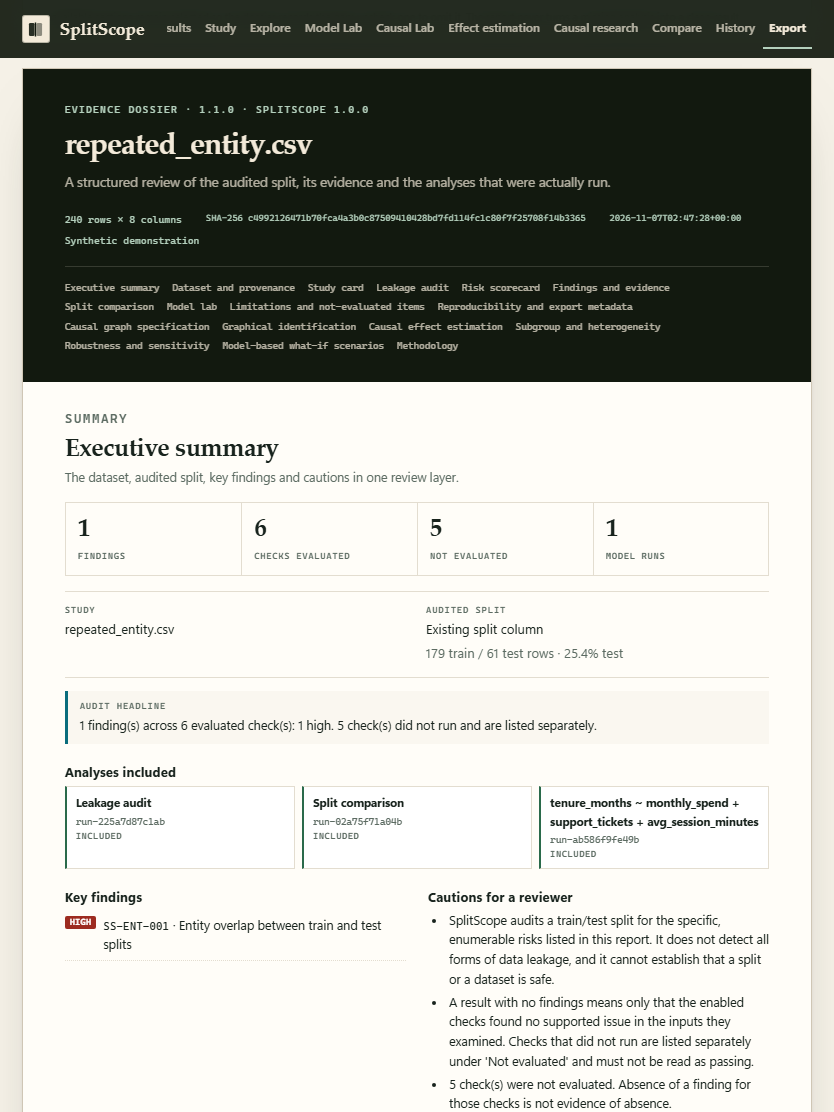 SplitScope
sults Study Explore Model Lab Causal Lab Effect estimation Causal research Compare History Export
EVIDENCE DOSSIER · 1.1.0 · SPLITSCOPE 1.0.0
repeated_entity.csv
A structured review of the audited split, its evidence and the analyses that were actually run.
240 rows × 8 columns SHA-256 c4992126471b70fca4a3b0c87509410428bd7fd114fc1c80f7f25708f14b3365 2026-11-07T02:47:28+00:00
Synthetic demonstration
Executive summary Dataset and provenance Study card Leakage audit Risk scorecard Findings and evidence
Split comparison Model lab Limitations and not-evaluated items Reproducibility and export metadata
Causal graph specification Graphical identification Causal effect estimation Subgroup and heterogeneity
Robustness and sensitivity Model-based what-if scenarios Methodology
SUMMARY
Executive summary
The dataset, audited split, key findings and cautions in one review layer.
1 6 5 1
FINDINGS CHECKS EVALUATED NOT EVALUATED MODEL RUNS
STUDY
repeated_entity.csv
AUDITED SPLIT
Existing split column
179 train / 61 test rows · 25.4% test
AUDIT HEADLINE
1 finding(s) across 6 evaluated check(s): 1 high. 5 check(s) did not run and are listed separately.
Analyses included
Leakage audit
run-225a7d87c1ab
INCLUDED
Split comparison
run-02a75f71a04b
INCLUDED
tenure_months ~ monthly_spend +
support_tickets + avg_session_minutes
run-ab586f9fe49b
INCLUDED
Key findings
HIGH SS-ENT-001 · Entity overlap between train and test
splits
Cautions for a reviewer
• SplitScope audits a train/test split for the specific,
enumerable risks listed in this report. It does not detect all
forms of data leakage, and it cannot establish that a split
or a dataset is safe.
• A result with no findings means only that the enabled
checks found no supported issue in the inputs they
examined. Checks that did not run are listed separately
under 'Not evaluated' and must not be read as passing.
• 5 check(s) were not evaluated. Absence of a finding for
those checks is not evidence of absence.